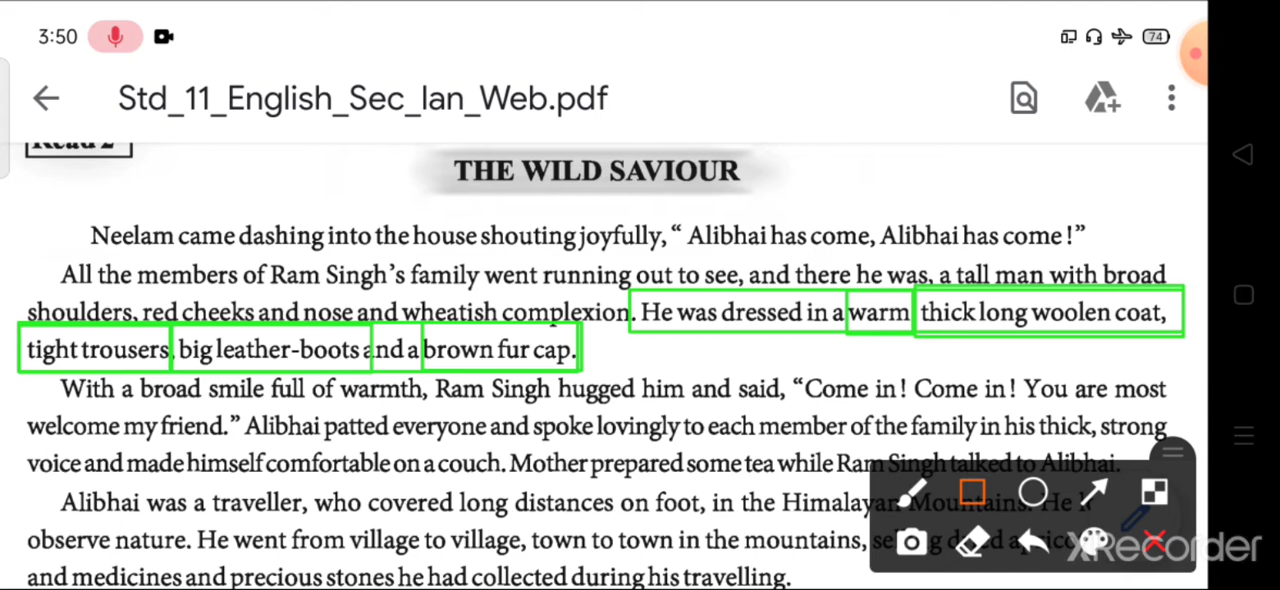 3:50
74
Std_11_English_Sec_lan_Web.pdf
Read 2
THE WILD SAVIOUR
Neelam came dashing into the house shouting joyfully, “ Alibhai has come, Alibhai has come !”
All the members of Ram Singh’s family went running out to see, and there he was, a tall man with broad
shoulders, red cheeks and nose and wheatish complexion. He was dressed in a warm thick long woolen coat,
tight trousers, big leather-boots and a brown fur cap.
With a broad smile full of warmth, Ram Singh hugged him and said, “Come in! Come in! You are most
welcome my friend.” Alibhai patted everyone and spoke lovingly to each member of the family in his thick, strong
voice and made himself comfortable on a couch. Mother prepared some tea while Ram Singh talked to Alibhai.
Alibhai was a traveller, who covered long distances on foot, in the Himalayan Mountains. He
observe nature. He went from village to village, town to town in the mountains,
and medicines and precious stones he had collected during his travelling.
XRecorder